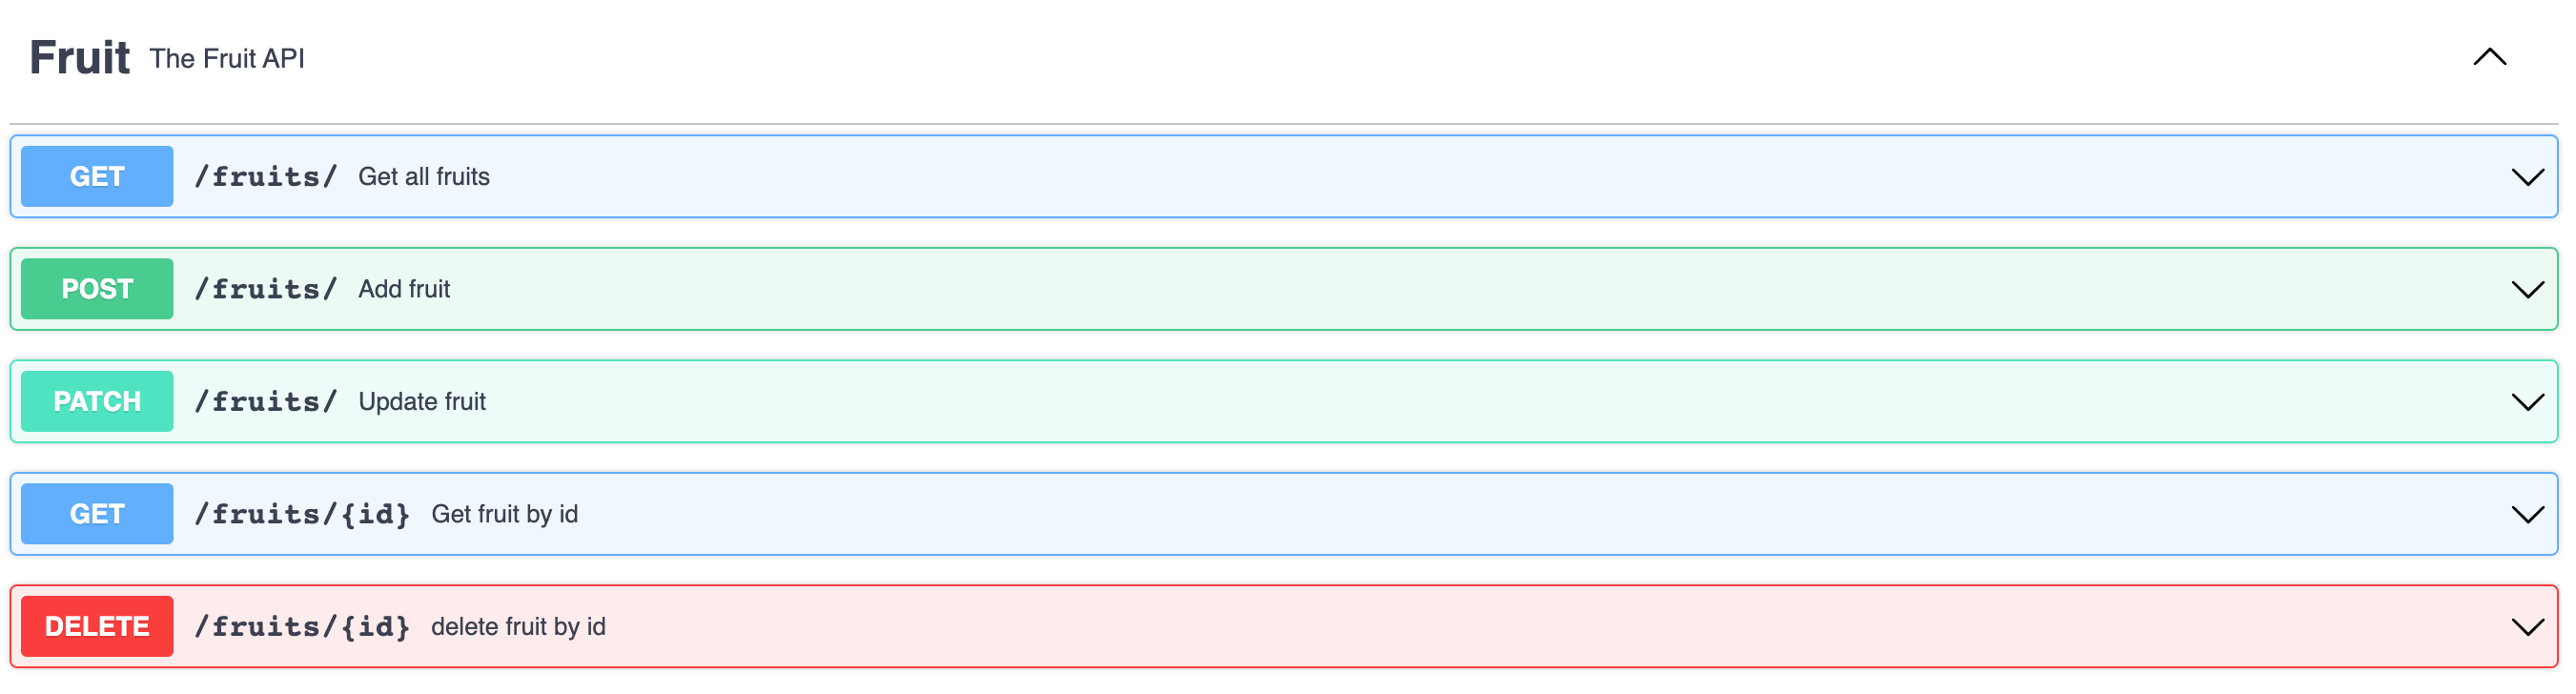 Fruit The Fruit API
GET /fruits/ Get all fruits
POST /fruits/ Add fruit
PATCH /fruits/ Update fruit
GET /fruits/{id} Get fruit by id
DELETE /fruits/{id} delete fruit by id